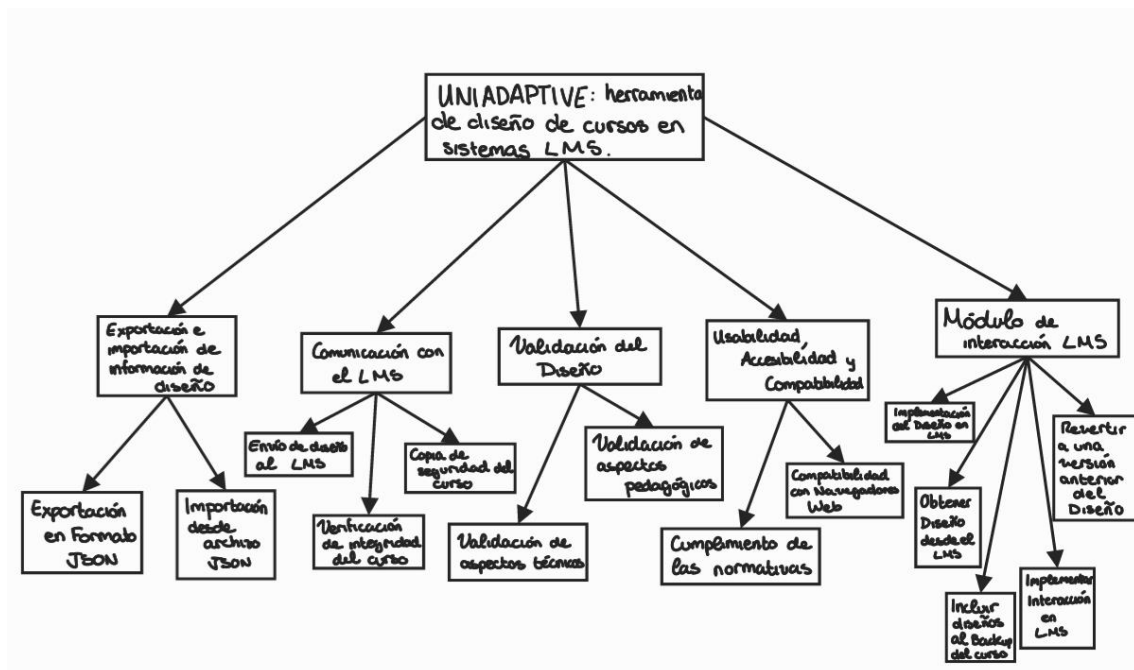 UNIADAPTIVE: herramienta
de diseño de cursos en
sistemas LMS.
Exportación e
importación de
información de
diseño
Comunicación con
el LMS
Validación del
Diseño
Usabilidad,
Accesibilidad y
Compatibilidad
Módulo de
interacción LMS
Exportación
en Formato
JSON
Importación
desde
archivo
JSON
Envío de diseño
al LMS
Verificación
de integridad
del curso
Copia de
seguridad del
curso
Validación de
aspectos técnicos
Validación de
aspectos
pedagógicos
Cumplimiento de
las normativas
Compatibilidad
con Navegadores
Web
Implementación
del Diseño en
LMS
Obtener
Diseño
desde el
LMS
Incluir
diseños
al Backup
del curso
Implementar
Interacción
en
LMS
Revertir
a una
versión
anterior
del
Diseño